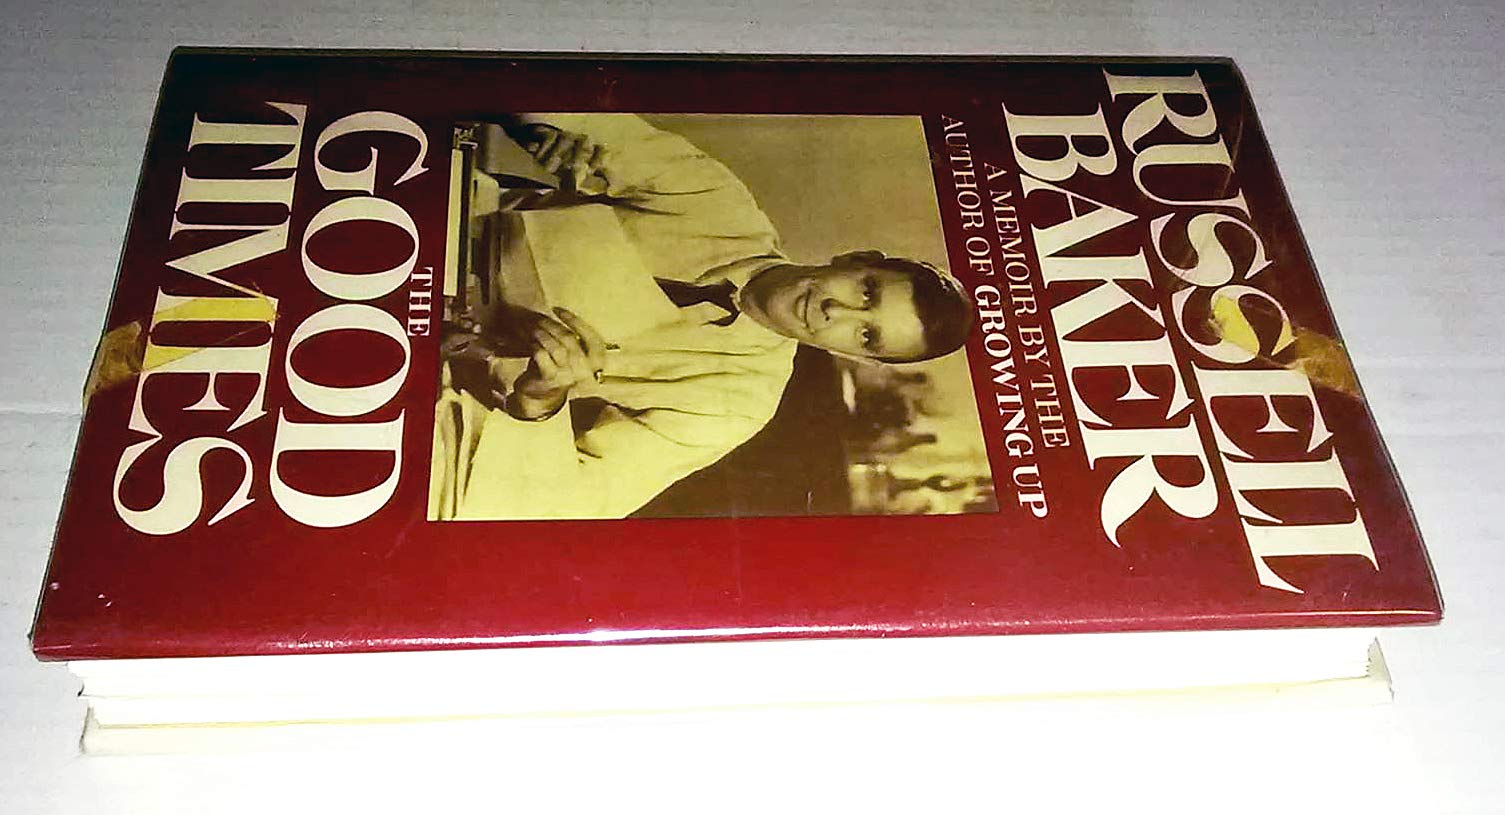 RUSSELL
BAKER
A MEMOIR BY THE
AUTHOR OF GROWING UP
THE
GOOD
TIMES